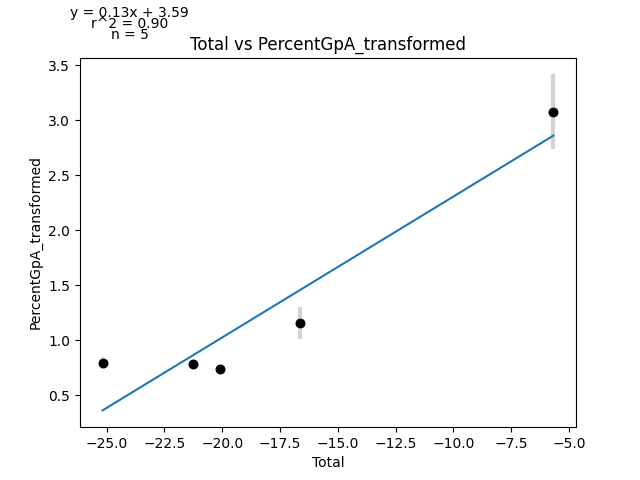 y = 0.13x + 3.59
r^2 = 0.90
n = 5
Total vs PercentGpA_transformed
3.5
3.0
2.5
2.0
1.5
1.0
0.5
PercentGpA_transformed
−25.0 −22.5 −20.0 −17.5 −15.0 −12.5 −10.0 −7.5 −5.0
Total